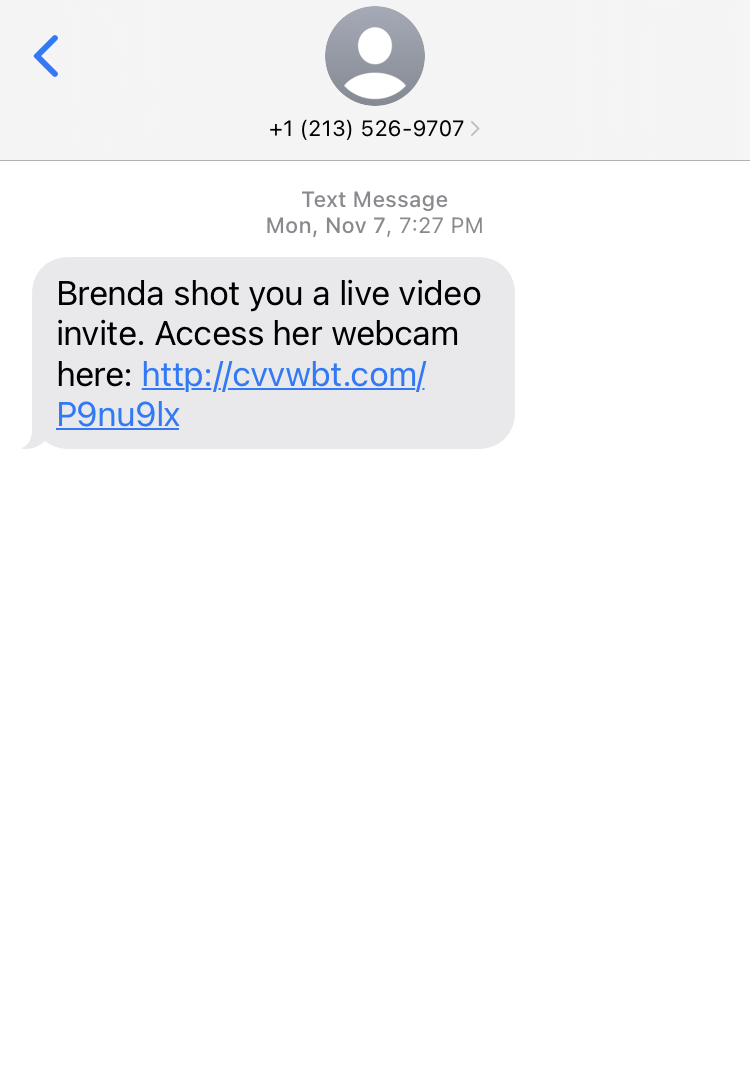 +1 (213) 526-9707
Text Message
Mon, Nov 7, 7:27 PM
Brenda shot you a live video
invite. Access her webcam
here: http://cvvwbt.com/
P9nu9lx